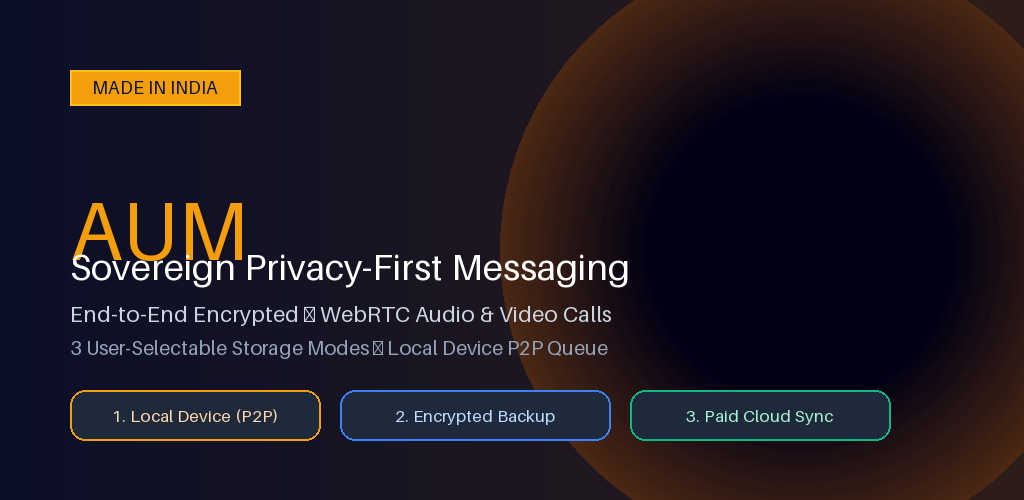 MADE IN INDIA
AUM
Sovereign Privacy-First Messaging
End-to-End Encrypted WebRTC Audio & Video Calls
3 User-Selectable Storage Modes Local Device P2P Queue
1. Local Device (P2P)
2. Encrypted Backup
3. Paid Cloud Sync